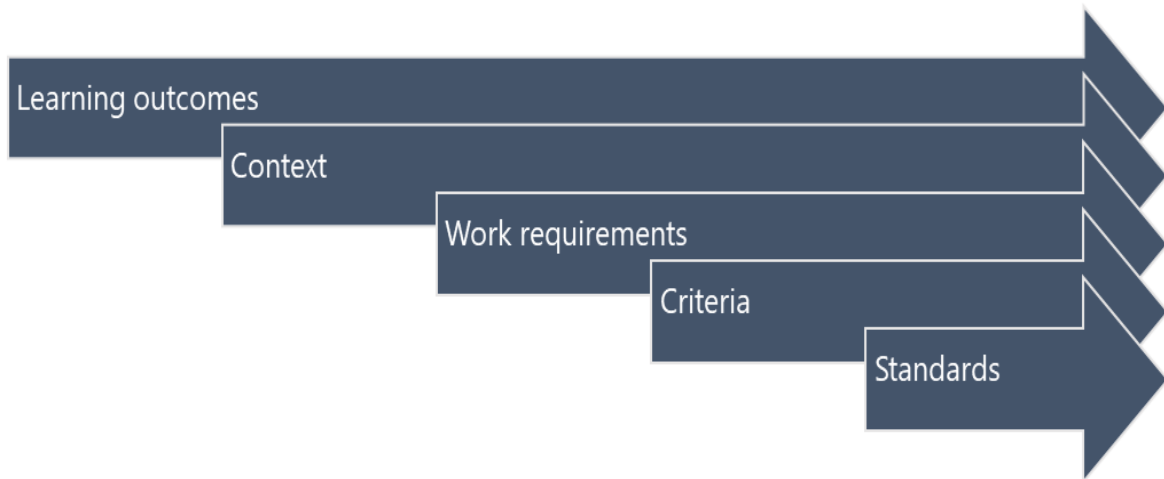 Learning outcomes
Context
Work requirements
Criteria
Standards